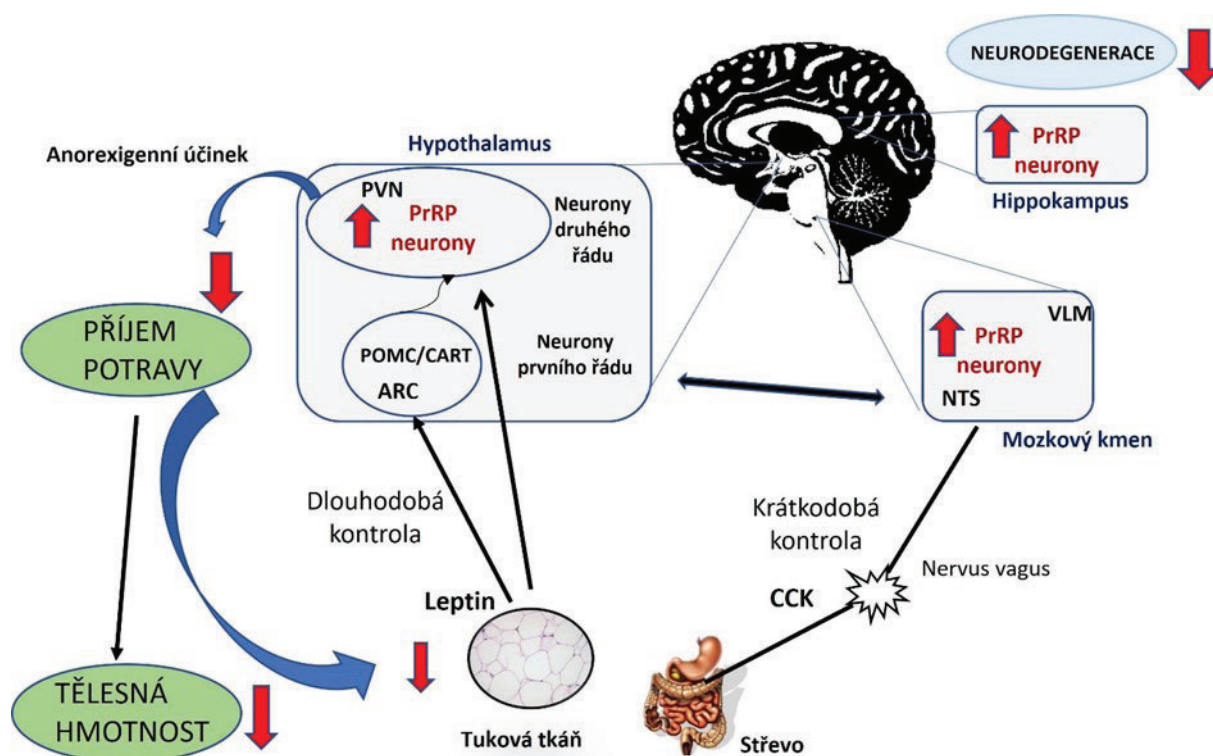 NEURODEGENERACE
PrRP
neurony
Hippokampus
Hypothalamus
Anorexigenní účinek
PVN
PrRP
neurony
Neurony
druhého
řádu
POMC/CART
ARC
Neurony
prvního řádu
PŘÍJEM
POTRAVY
VLM
PrRP
neurony
NTS
Mozkový kmen
Dlouhodobá
kontrola
Krátkodobá
kontrola
Nervus vagus
Leptin
CCK
TĚLESNÁ
HMOTNOST
Tuková tkáň
Střevo